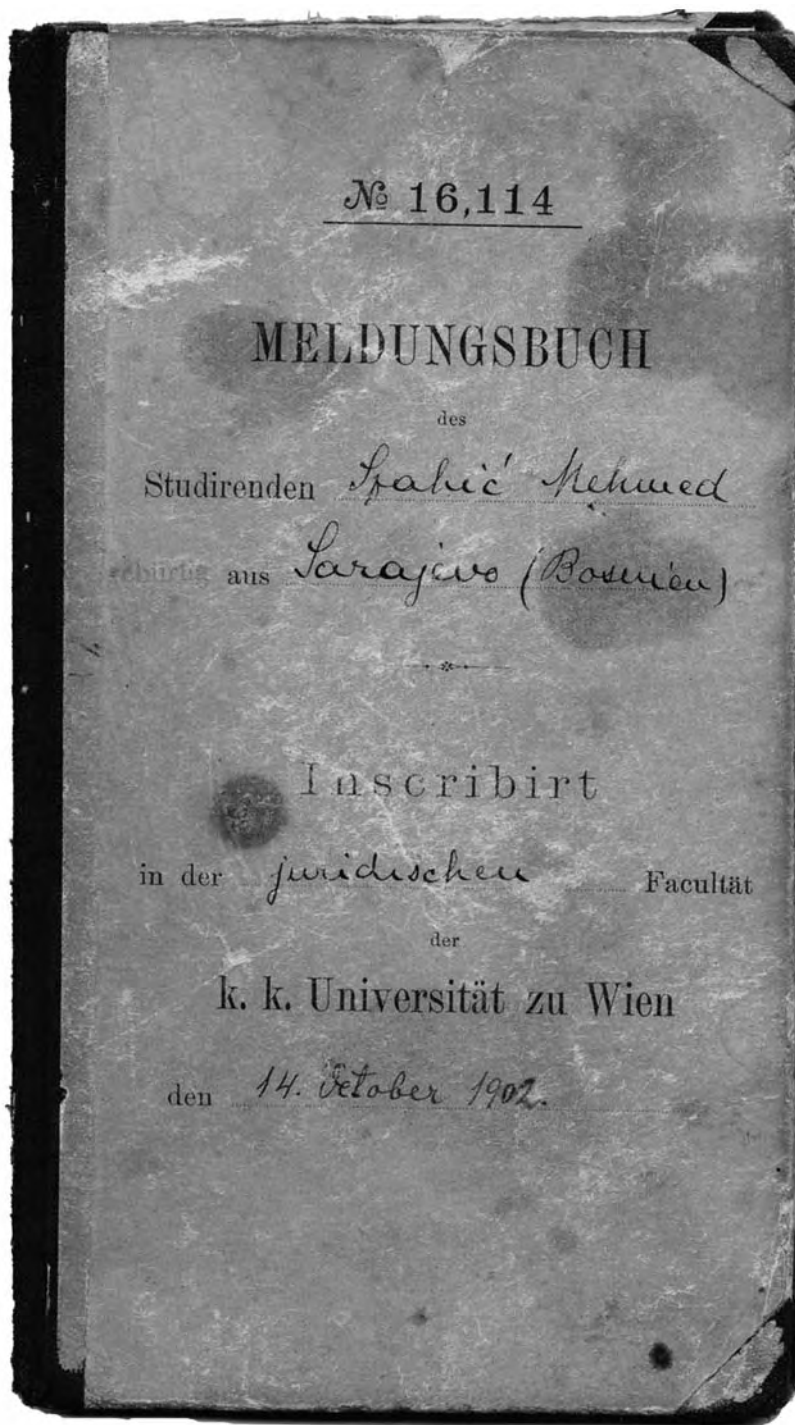 № 16,114
MELDUNGSBUCH
des
Studirenden Spahić Mehmed
gebürtig aus Sarajevo (Bosnien)
Inscribirt
in der juridischen Facultät
der
k. k. Universität zu Wien
den 14. October 1902.